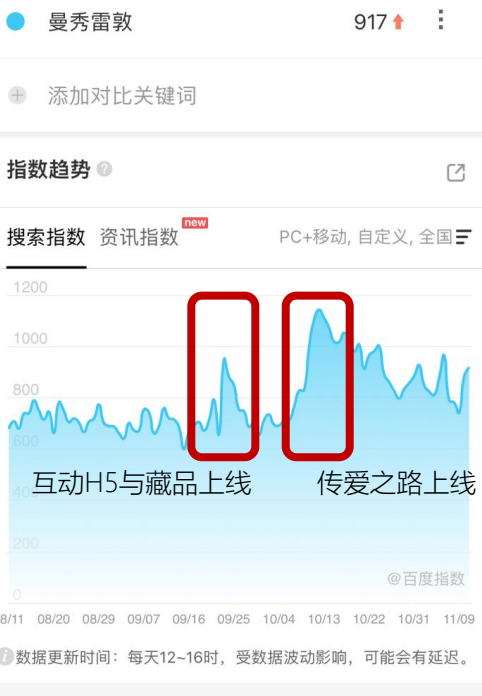 曼秀雷敦 917
添加对比关键词
指数趋势
搜索指数 资讯指数 new PC+移动, 自定义, 全国
1200
1000
800
600
400
互动H5与藏品上线 传爱之路上线
200
@百度指数
0
8/11 08/20 08/29 09/07 09/16 09/25 10/04 10/13 10/22 10/31 11/09
数据更新时间：每天12~16时，受数据波动影响，可能会有延迟。